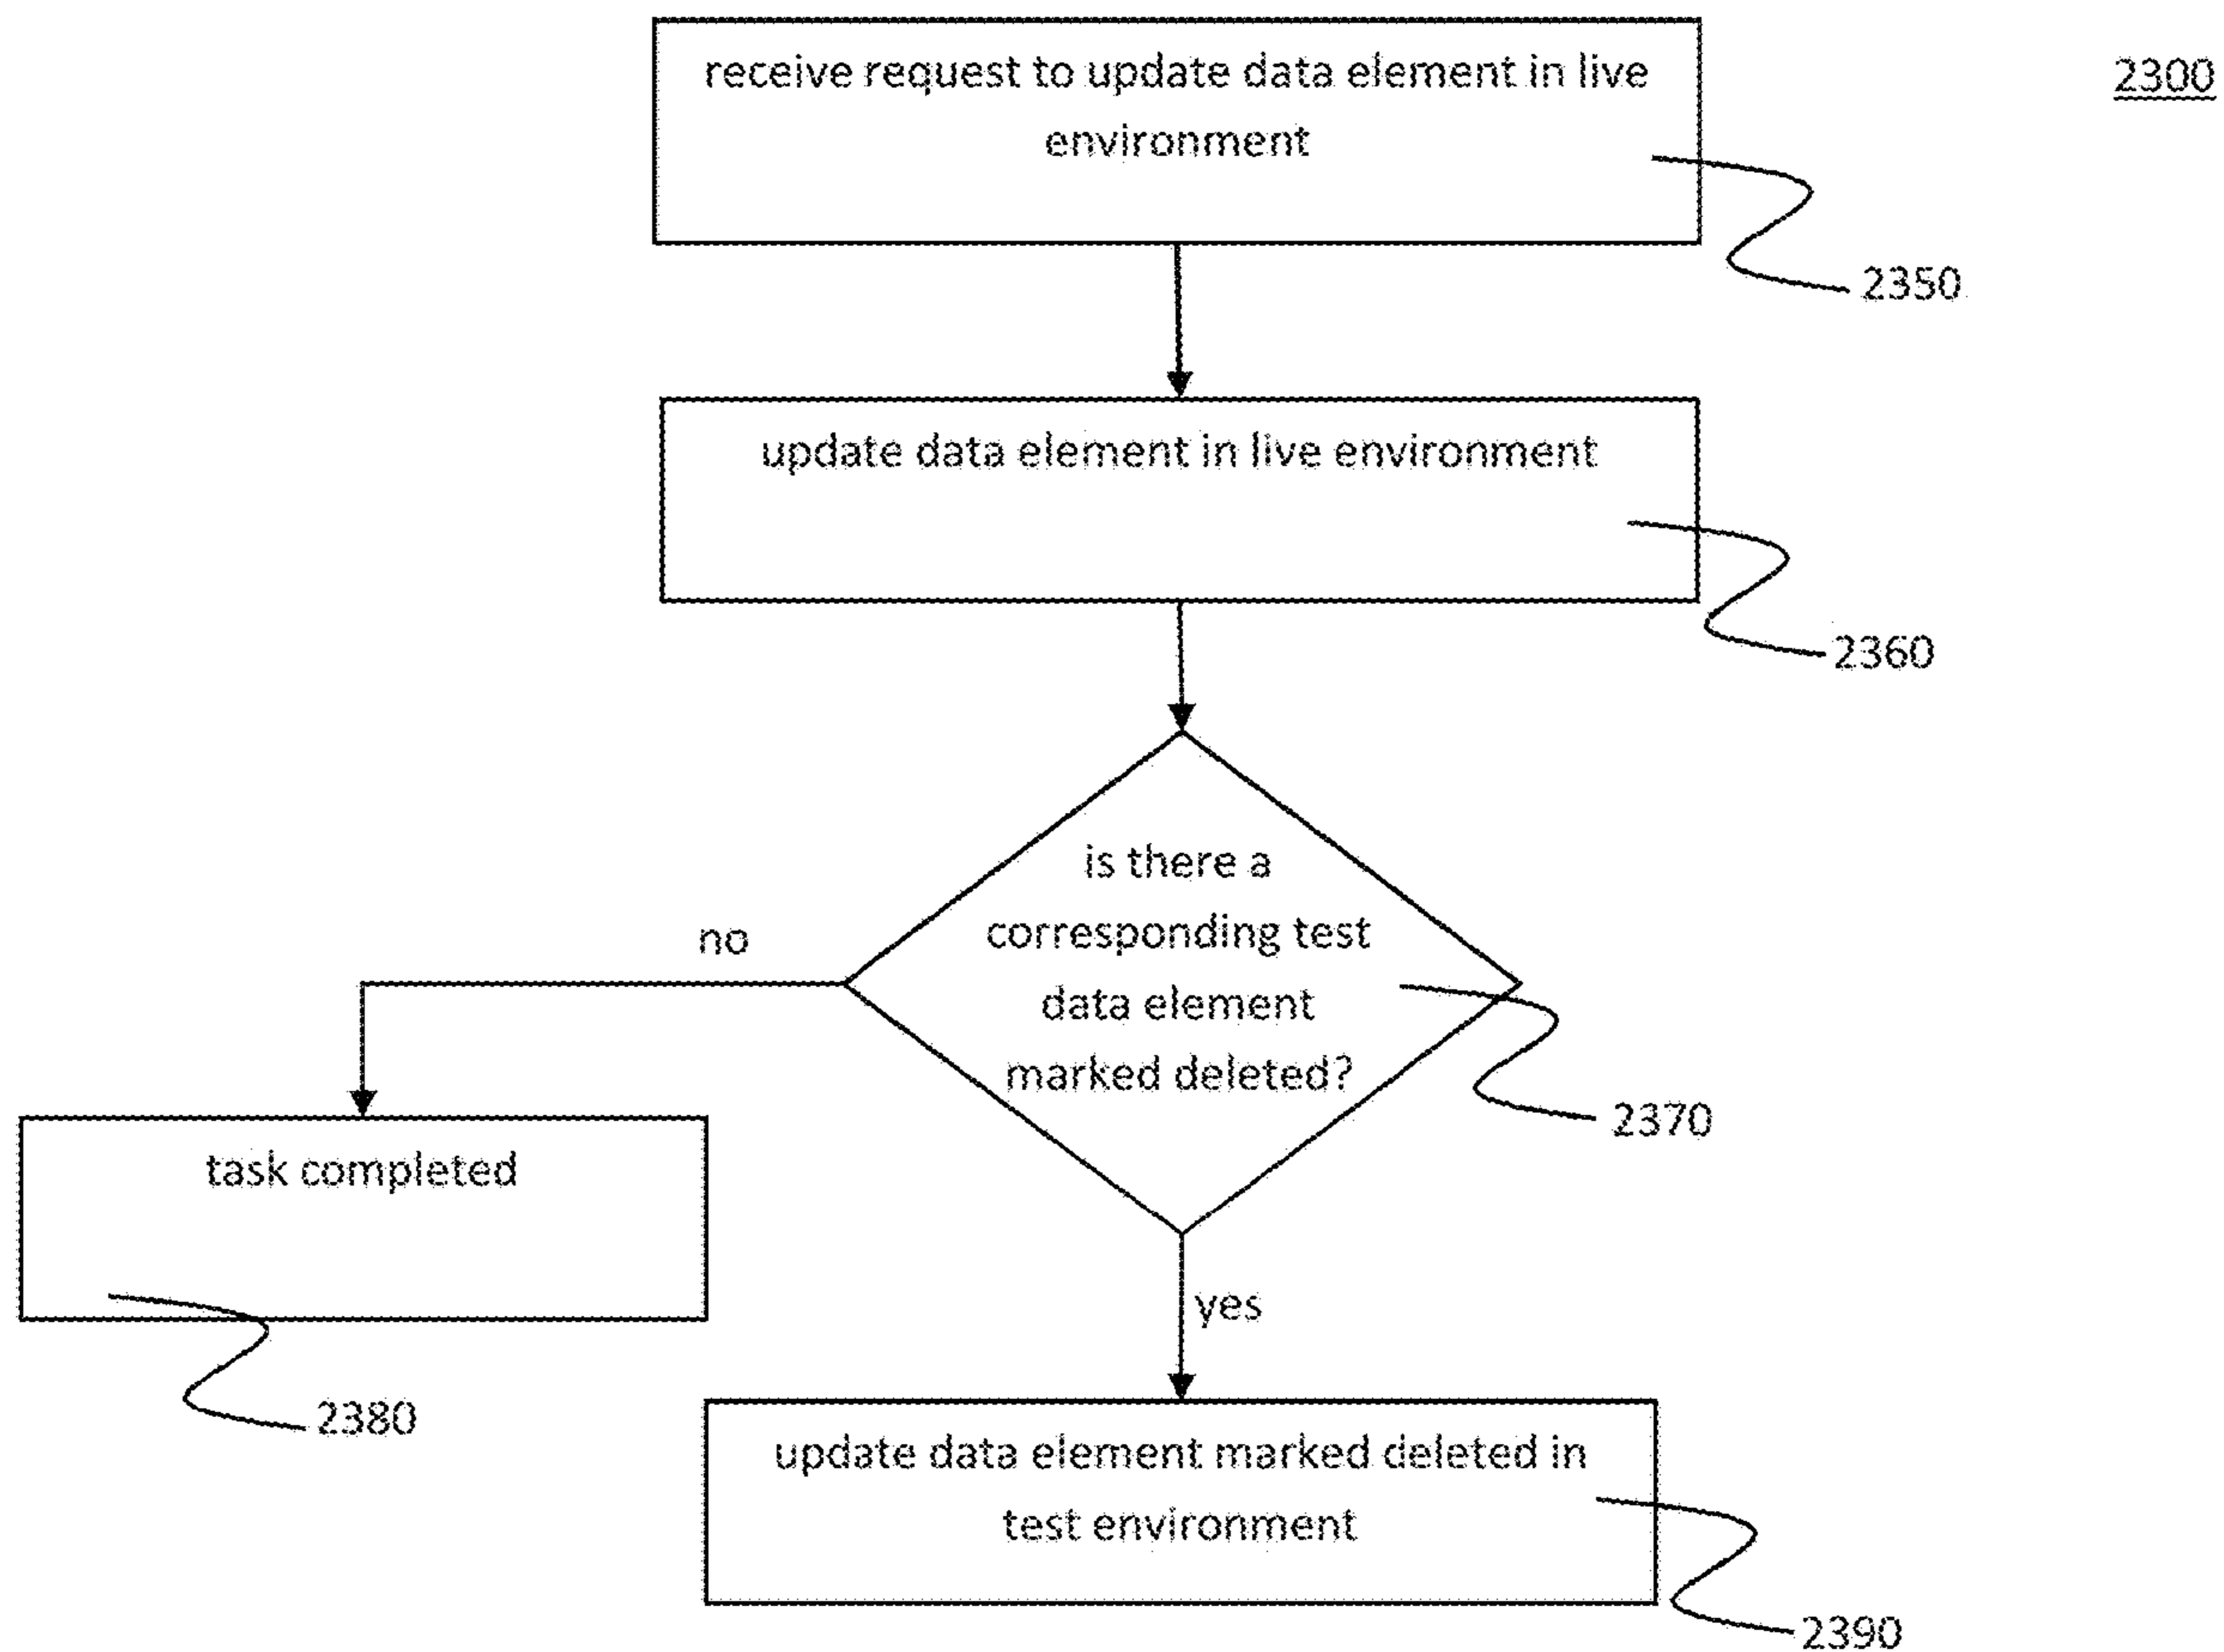 2300
receive request to update data element in live
environment
2350
update data element in live environment
2360
is there a
corresponding test
data element
marked deleted?
2370
no
task completed
2380
yes
update data element marked deleted in
test environment
2390